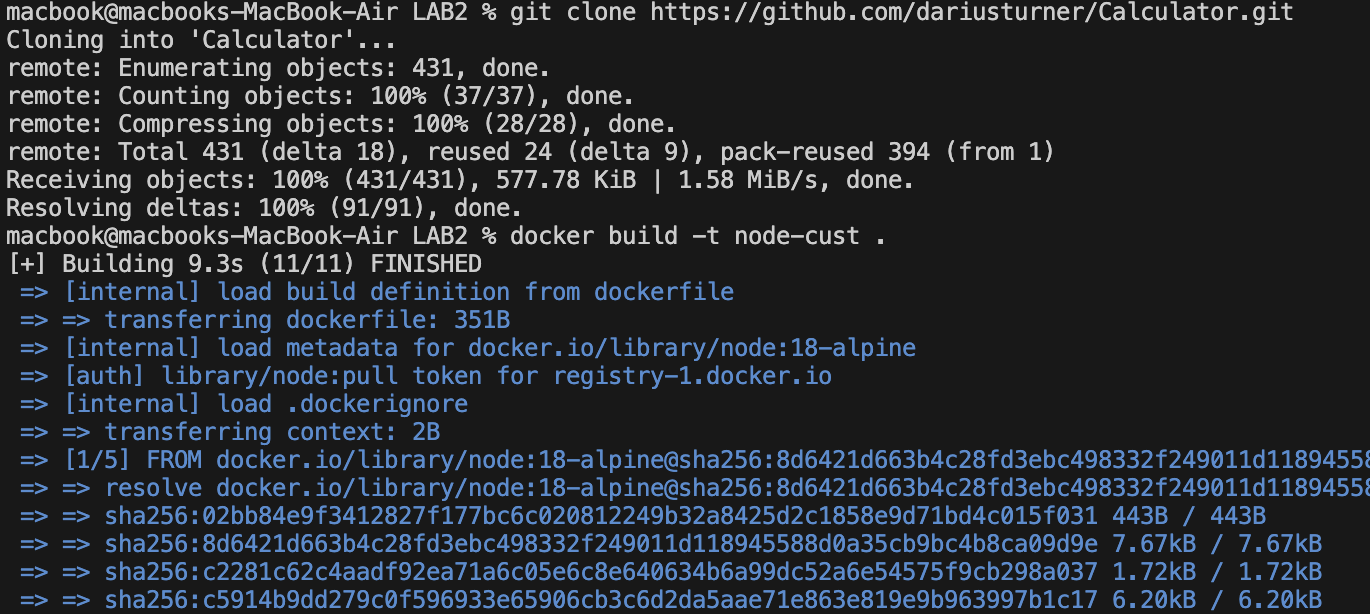 macbook@macbooks-MacBook-Air LAB2 % git clone https://github.com/dariusturner/Calculator.git
Cloning into 'Calculator'...
remote: Enumerating objects: 431, done.
remote: Counting objects: 100% (37/37), done.
remote: Compressing objects: 100% (28/28), done.
remote: Total 431 (delta 18), reused 24 (delta 9), pack-reused 394 (from 1)
Receiving objects: 100% (431/431), 577.78 KiB | 1.58 MiB/s, done.
Resolving deltas: 100% (91/91), done.
macbook@macbooks-MacBook-Air LAB2 % docker build -t node-cust .
[+] Building 9.3s (11/11) FINISHED
=> [internal] load build definition from dockerfile
=> => transferring dockerfile: 351B
=> [internal] load metadata for docker.io/library/node:18-alpine
=> [auth] library/node:pull token for registry-1.docker.io
=> [internal] load .dockerignore
=> => transferring context: 2B
=> [1/5] FROM docker.io/library/node:18-alpine@sha256:8d6421d663b4c28fd3ebc498332f249011d118945588
=> => resolve docker.io/library/node:18-alpine@sha256:8d6421d663b4c28fd3ebc498332f249011d118945588
=> => sha256:02bb84e9f3412827f177bc6c020812249b32a8425d2c1858e9d71bd4c015f031 443B / 443B
=> => sha256:8d6421d663b4c28fd3ebc498332f249011d118945588d0a35cb9bc4b8ca09d9e 7.67kB / 7.67kB
=> => sha256:c2281c62c4aadf92ea71a6c05e6c8e640634b6a99dc52a6e54575f9cb298a037 1.72kB / 1.72kB
=> => sha256:c5914b9dd279c0f596933e65906cb3c6d2da5aae71e863e819e9b963997b1c17 6.20kB / 6.20kB